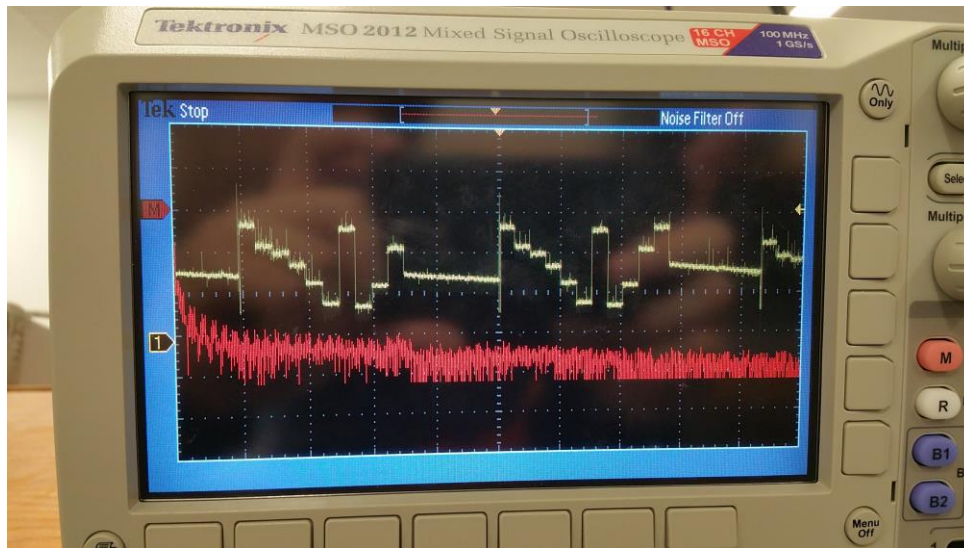 Tektronix MSO 2012 Mixed Signal Oscilloscope 16 CH MSO 100 MHz 1 GS/s
Tek Stop
Noise Filter Off
M
1
Only
Multip
Sele
Multip
M
R
B1
B
B2
Menu Off
1